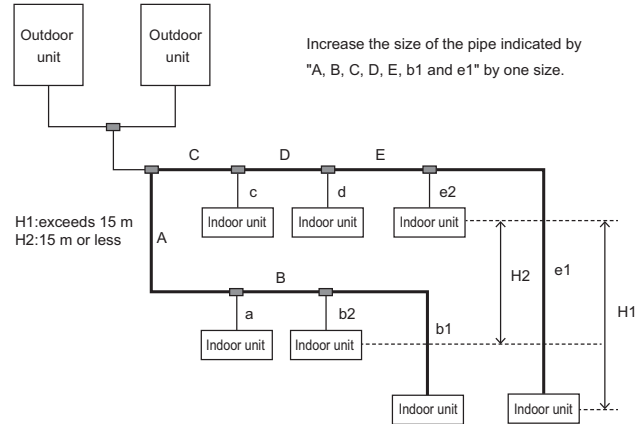 Outdoor
unit
Outdoor
unit
Increase the size of the pipe indicated by
"A, B, C, D, E, b1 and e1" by one size.
C
D
E
c
d
e2
Indoor unit
Indoor unit
Indoor unit
H1:exceeds 15 m
H2:15 m or less
A
H2
e1
H1
B
a
b2
b1
Indoor unit
Indoor unit
Indoor unit
Indoor unit